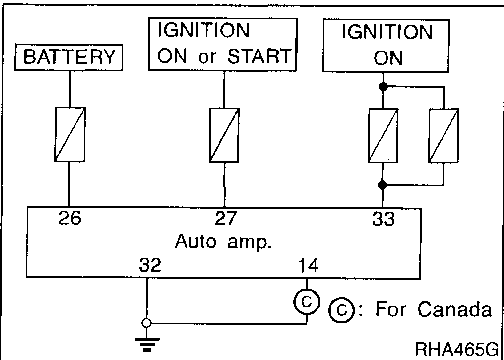 BATTERY
IGNITION
ON or START
IGNITION
ON
26 27 33
Auto amp.
32 14
C C: For Canada
RHA465G